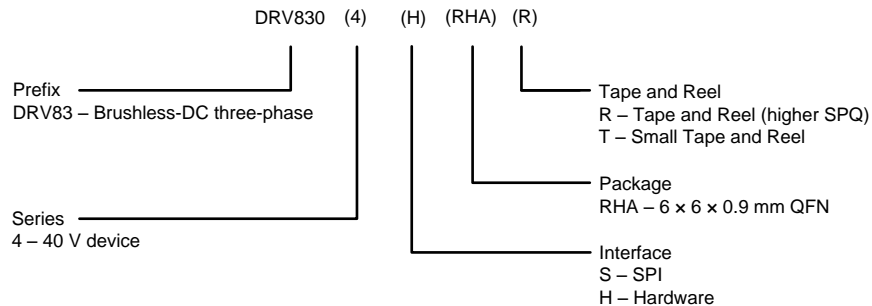 DRV830 (4) (H) (RHA) (R)
Prefix
DRV83 – Brushless-DC three-phase
Series
4 – 40 V device
Tape and Reel
R – Tape and Reel (higher SPQ)
T – Small Tape and Reel
Package
RHA – 6 × 6 × 0.9 mm QFN
Interface
S – SPI
H – Hardware